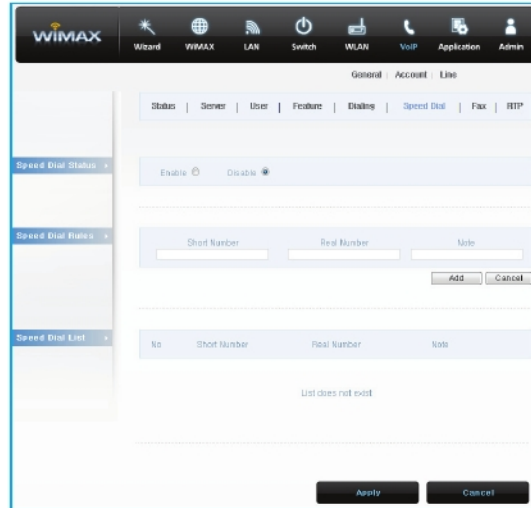 WiMAX
Wizard WiMAX LAN Switch WLAN VoIP Application Admin
General | Account | Line
Status | Server | User | Feature | Dialing | Speed Dial | Fax | RTP
Speed Dial Status
Enable Disable
Speed Dial Rules
Short Number Real Number Note
Add Cancel
Speed Dial List
No Short Number Real Number Note
List does not exist
Apply Cancel